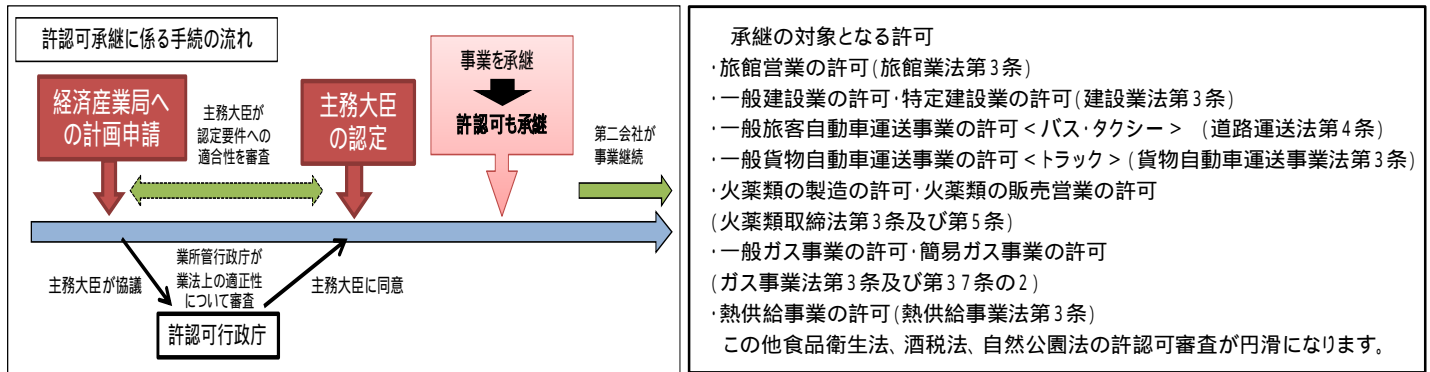 許認可承継に係る手続の流れ
経済産業局へ
の計画申請
主務大臣が
認定要件への
適合性を審査
主務大臣
の認定
事業を承継
許認可も承継
第二会社が
事業継続
主務大臣が協議
業所管行政庁が
業法上の適正性
について審査
主務大臣に同意
許認可行政庁
承継の対象となる許可
・旅館営業の許可(旅館業法第3条)
・一般建設業の許可・特定建設業の許可(建設業法第3条)
・一般旅客自動車運送事業の許可<バス・タクシー> (道路運送法第4条)
・一般貨物自動車運送事業の許可<トラック>(貨物自動車運送事業法第3条)
・火薬類の製造の許可・火薬類の販売営業の許可
(火薬類取締法第3条及び第5条)
・一般ガス事業の許可・簡易ガス事業の許可
(ガス事業法第3条及び第37条の2)
・熱供給事業の許可(熱供給事業法第3条)
この他食品衛生法、酒税法、自然公園法の許認可審査が円滑になります。